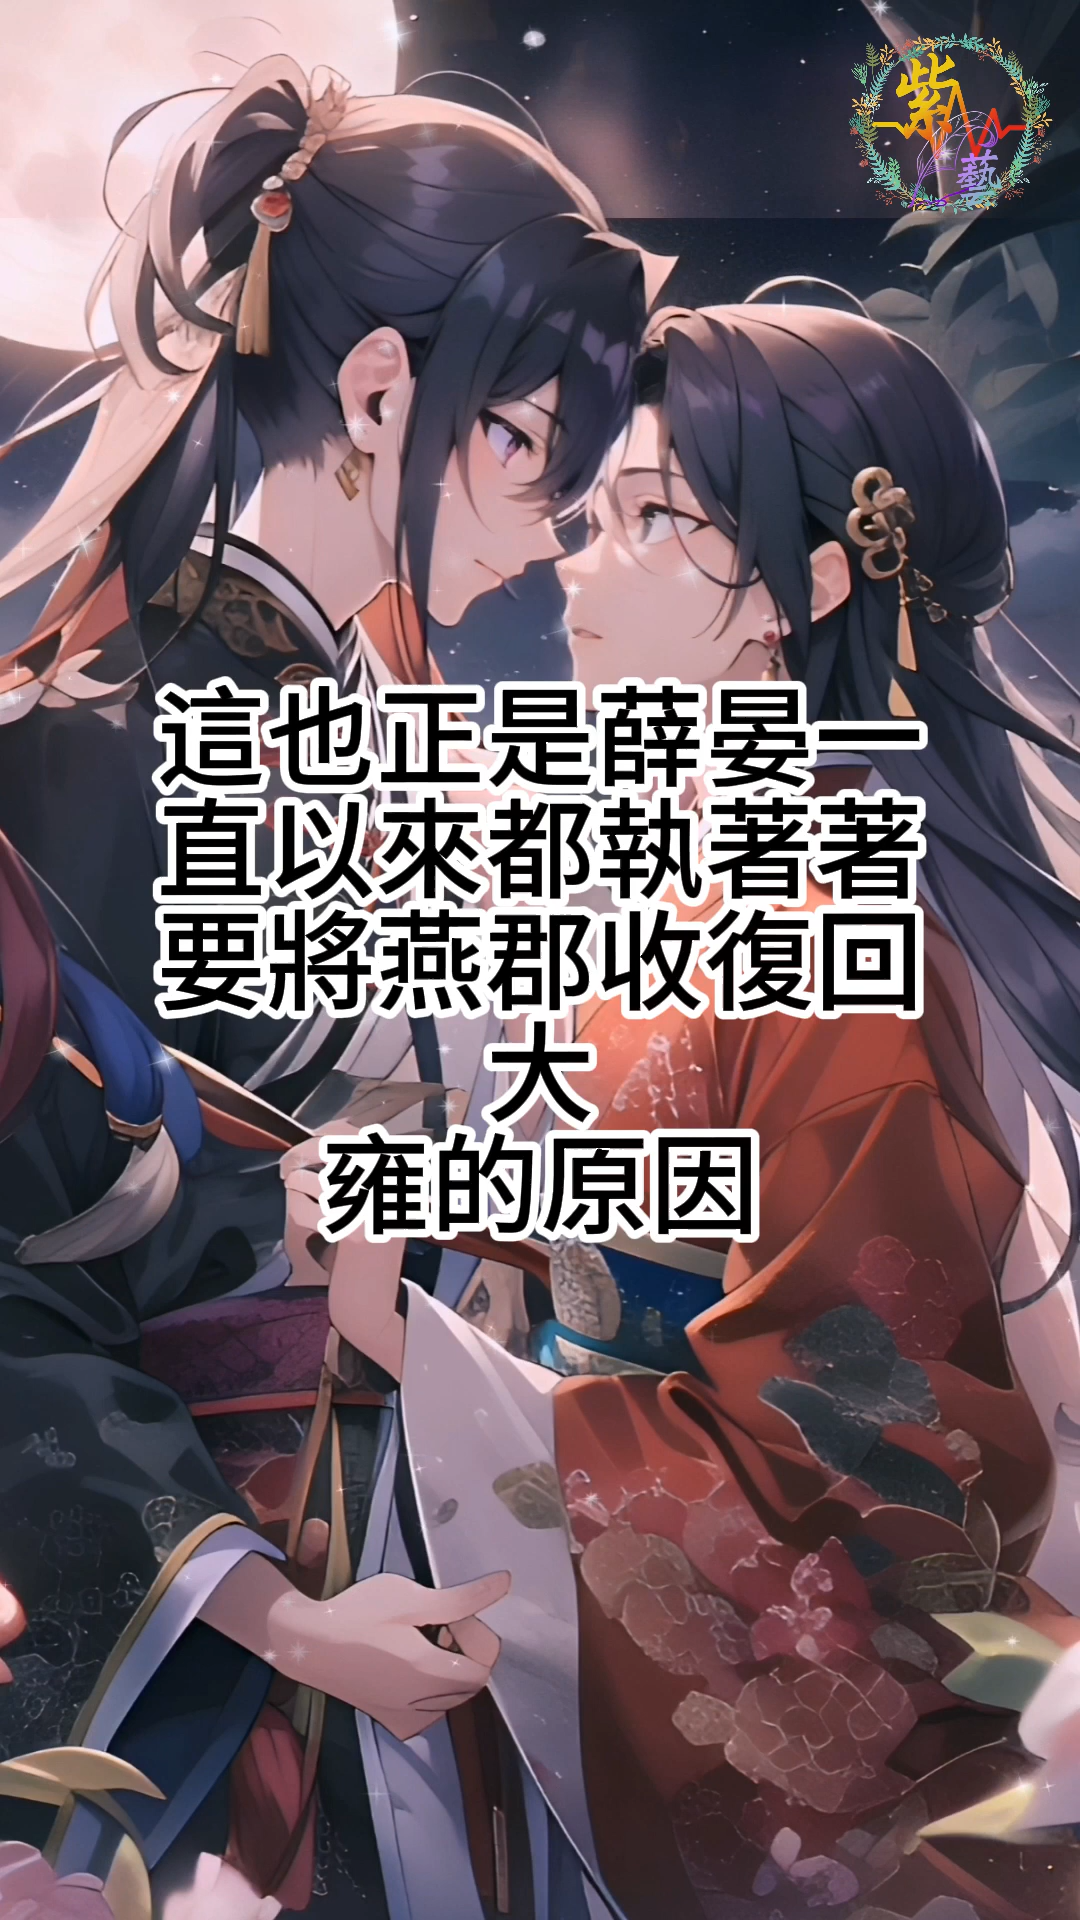 紫
藝
這也正是薛晏一
直以來都執著著
要將燕郡收復回
大
雍的原因